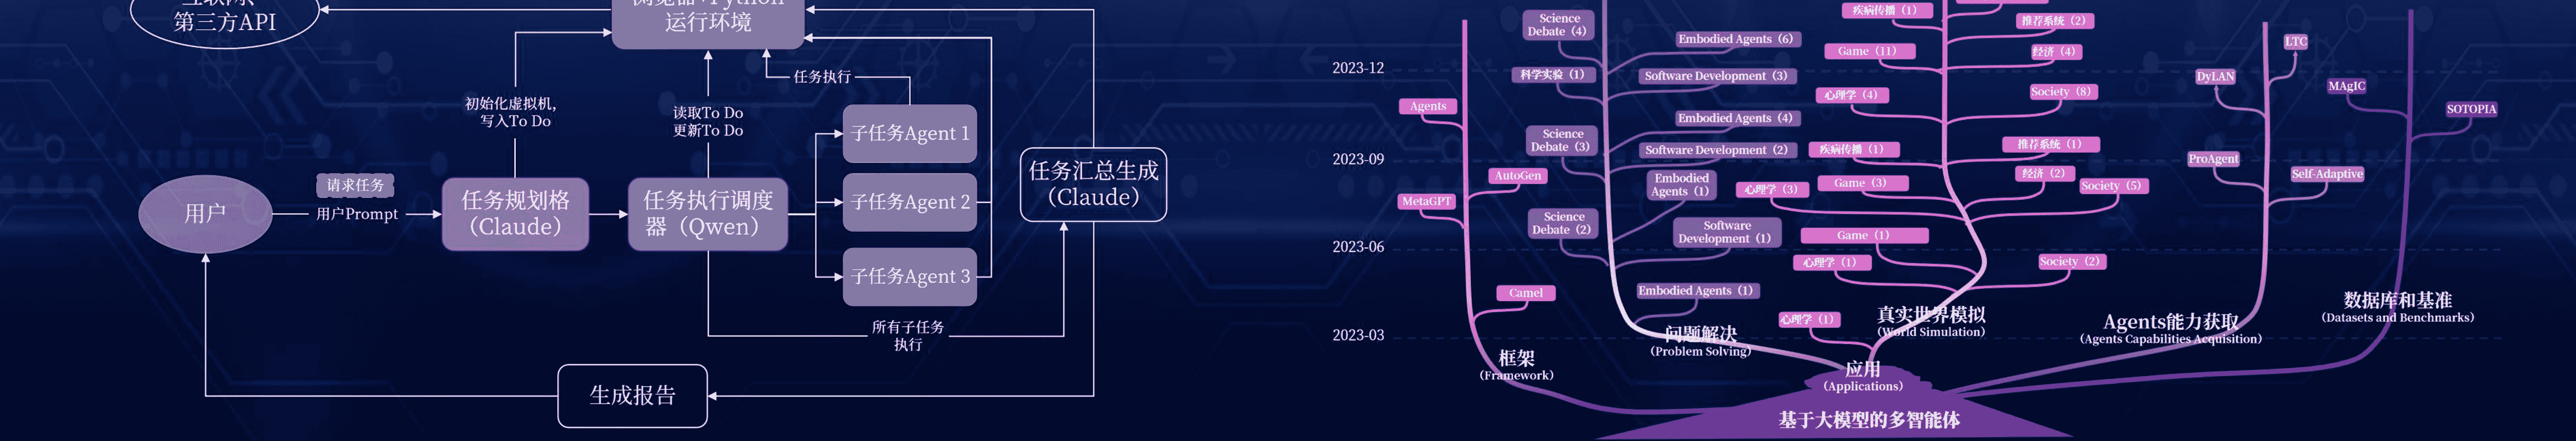 第三方API
运行环境
初始化虚拟机，
写入To Do
读取To Do
更新To Do
任务执行
子任务Agent 1
子任务Agent 2
子任务Agent 3
用户
请求任务
用户Prompt
任务规划格
（Claude）
任务执行调度
器（Qwen）
任务汇总生成
（Claude）
所有子任务
执行
生成报告
2023-12
2023-09
2023-06
2023-03
Agents
AutoGen
MetaGPT
Camel
框架
（Framework）
Science
Debate（4）
科学实验（1）
Science
Debate（3）
Science
Debate（2）
Embodied Agents（6）
Software Development（3）
Embodied Agents（4）
Software Development（2）
Embodied
Agents（1）
Software
Development（1）
Embodied Agents（1）
问题解决
（Problem Solving）
疾病传播（1）
Game（11）
心理学（4）
疾病传播（1）
Game（3）
心理学（3）
Game（1）
心理学（1）
心理学（1）
推荐系统（2）
经济（4）
Society（8）
推荐系统（1）
经济（2）
Society（5）
Society（2）
真实世界模拟
（World Simulation）
应用
（Applications）
LTC
DyLAN
ProAgent
Self-Adaptive
Agents能力获取
（Agents Capabilities Acquisition）
MAgIC
SOTOPIA
数据库和基准
（Datasets and Benchmarks）
基于大模型的多智能体